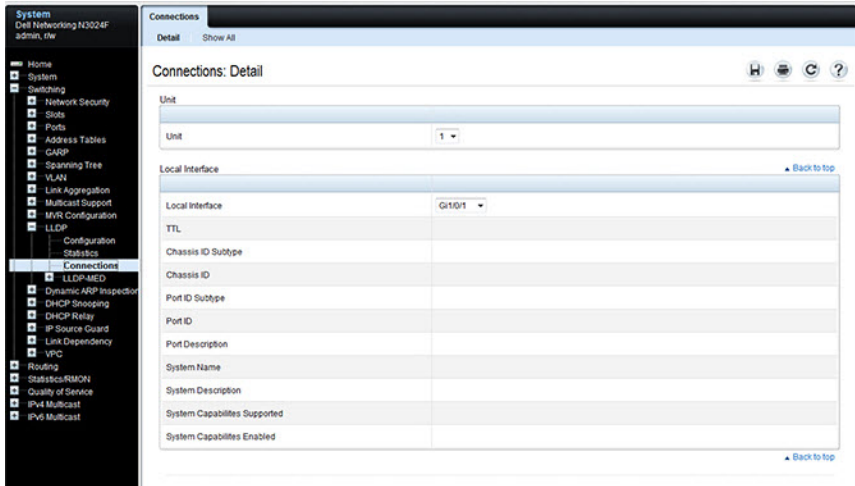 System
Dell Networking N3024F
admin, r/w
Home
System
Switching
Network Security
Slots
Ports
Address Tables
GARP
Spanning Tree
VLAN
Link Aggregation
Multicast Support
MVR Configuration
LLDP
Configuration
Statistics
Connections
LLDP-MED
Dynamic ARP Inspection
DHCP Snooping
DHCP Relay
IP Source Guard
Link Dependency
VPC
Routing
Statistics/RMON
Quality of Service
IPv4 Multicast
IPv6 Multicast
Connections
Detail Show All
Connections: Detail
?
Unit
Unit 1
Local Interface Back to top
Local Interface Gi1/0/1
TTL
Chassis ID Subtype
Chassis ID
Port ID Subtype
Port ID
Port Description
System Name
System Description
System Capabilites Supported
System Capabilites Enabled
Back to top